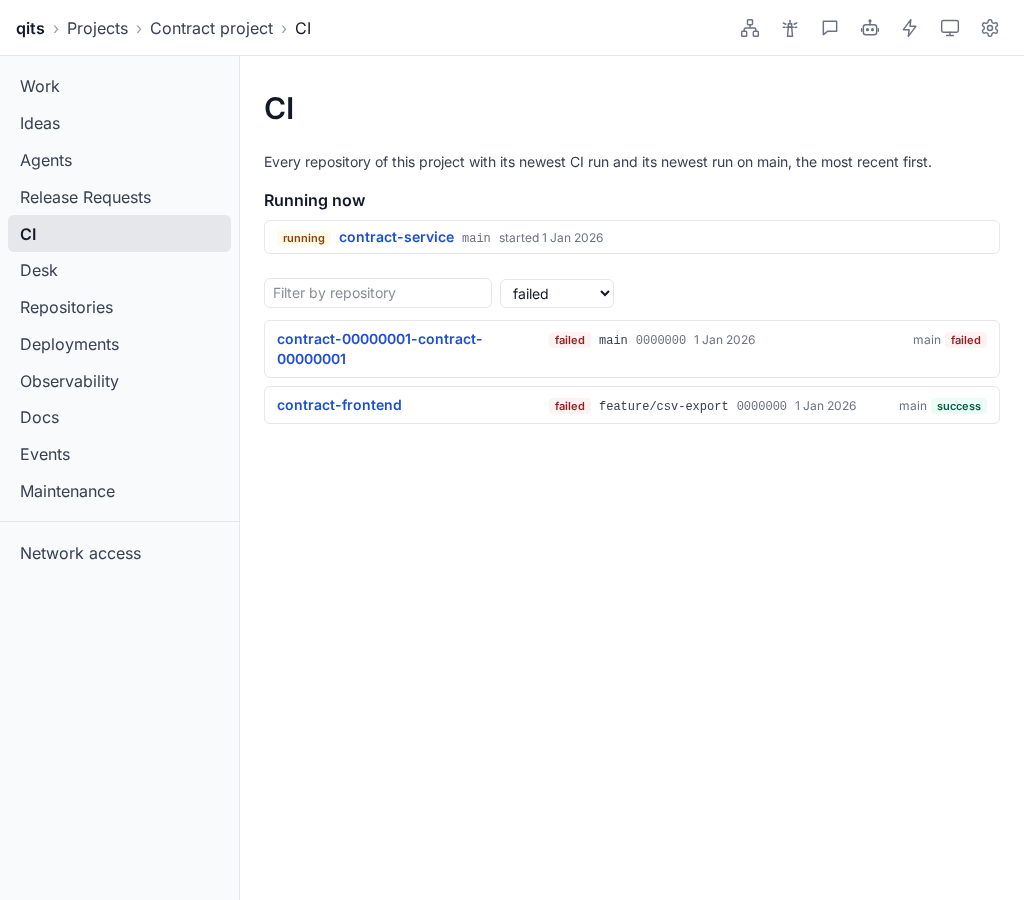 qits › Projects › Contract project › CI
Work
Ideas
Agents
Release Requests
CI
Desk
Repositories
Deployments
Observability
Docs
Events
Maintenance
Network access
CI
Every repository of this project with its newest CI run and its newest run on main, the most recent first.
Running now
running contract-service main started 1 Jan 2026
Filter by repository failed
contract-00000001-contract-00000001 failed main 0000000 1 Jan 2026 main failed
contract-frontend failed feature/csv-export 0000000 1 Jan 2026 main success